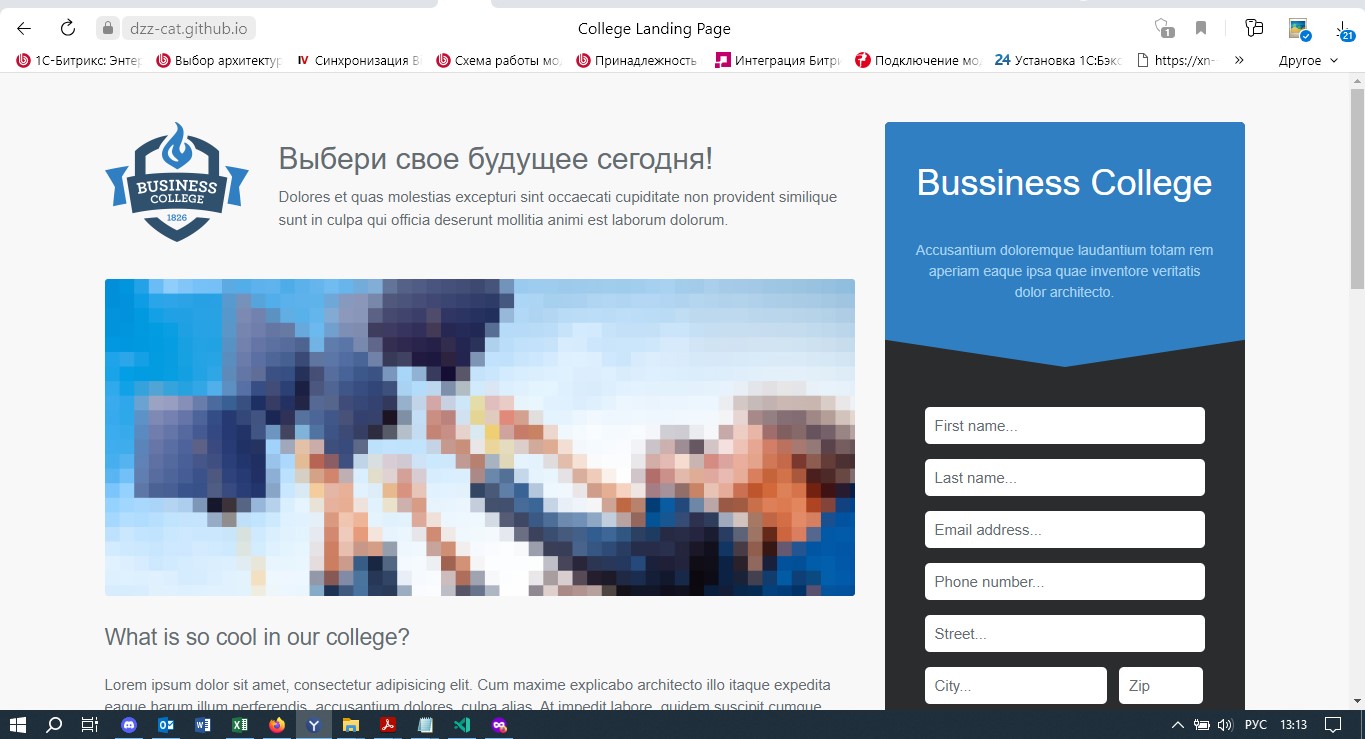 dzz-cat.github.io
College Landing Page
1
21
1С-Битрикс: Энтер
Выбор архитектур
IV Синхронизация В
Схема работы мо
Принадлежность
Интеграция Битри
Подключение мо
24 Установка 1С:Бэкс
https://xn-
»
Другое
BUSINESS
COLLEGE
1826
Выбери свое будущее сегодня!
Dolores et quas molestias excepturi sint occaecati cupiditate non provident similique
sunt in culpa qui officia deserunt mollitia animi est laborum dolorum.
What is so cool in our college?
Lorem ipsum dolor sit amet, consectetur adipisicing elit. Cum maxime explicabo architecto illo itaque expedita
eaque harum illum perferendis, accusantium dolores, culpa alias. At impedit labore, quidem suscipit cumque
Bussiness College
Accusantium doloremque laudantium totam rem
aperiam eaque ipsa quae inventore veritatis
dolor architecto.
First name...
Last name...
Email address...
Phone number...
Street...
City...
Zip
РУС
13:13